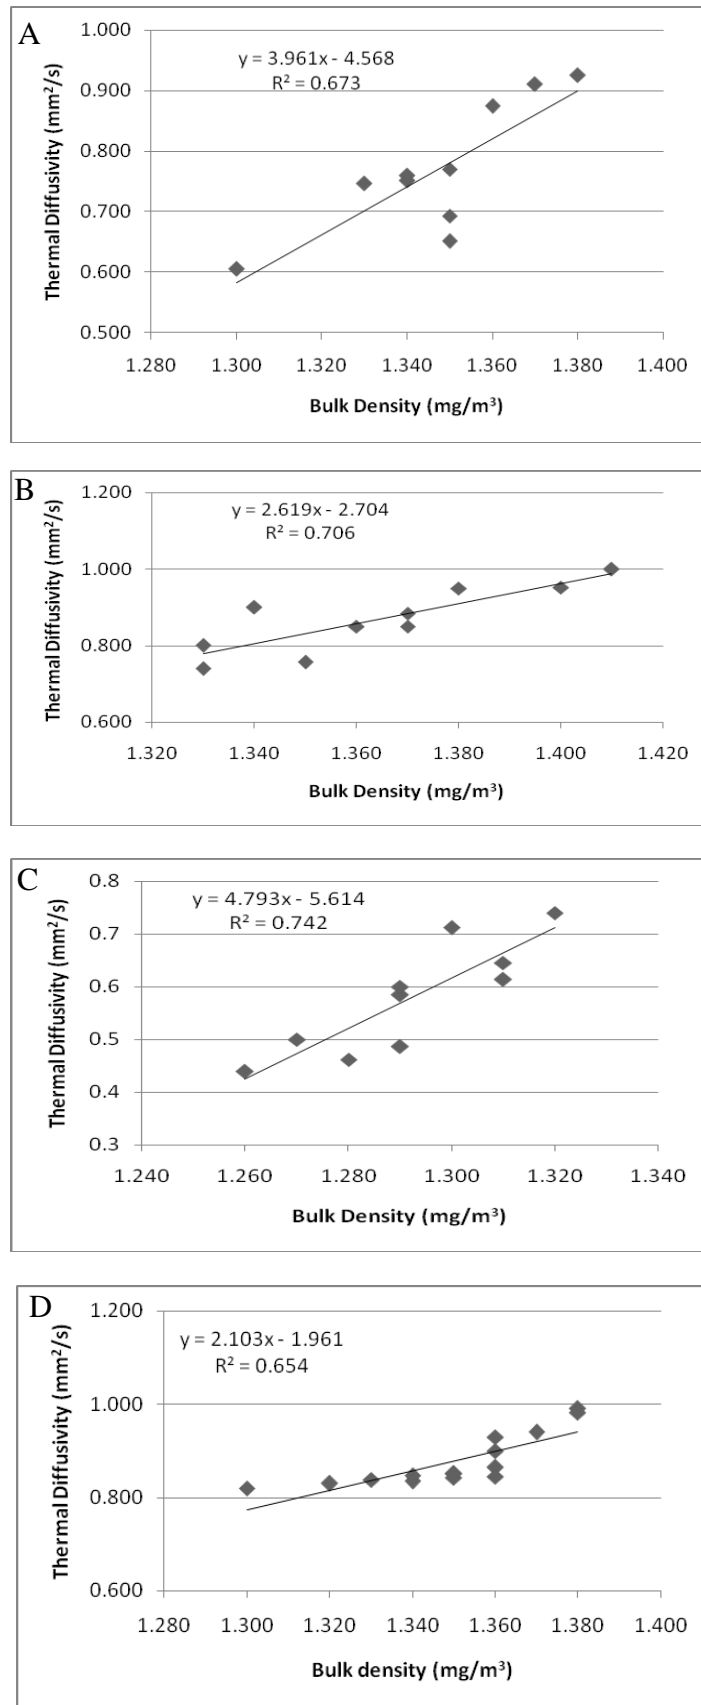 A
y = 3.961x - 4.568
R² = 0.673
Thermal Diffusivity (mm²/s)
1.000
0.900
0.800
0.700
0.600
0.500
1.280 1.300 1.320 1.340 1.360 1.380 1.400
Bulk Density (mg/m³)
B
y = 2.619x - 2.704
R² = 0.706
Thermal Diffusivity (mm²/s)
1.200
1.000
0.800
0.600
1.320 1.340 1.360 1.380 1.400 1.420
Bulk Density (mg/m³)
C
y = 4.793x - 5.614
R² = 0.742
Thermal Diffusivity (mm²/s)
0.8
0.7
0.6
0.5
0.4
0.3
1.240 1.260 1.280 1.300 1.320 1.340
Bulk Density (mg/m³)
D
y = 2.103x - 1.961
R² = 0.654
Thermal Diffusivity (mm²/s)
1.200
1.000
0.800
0.600
1.280 1.300 1.320 1.340 1.360 1.380 1.400
Bulk density (mg/m³)